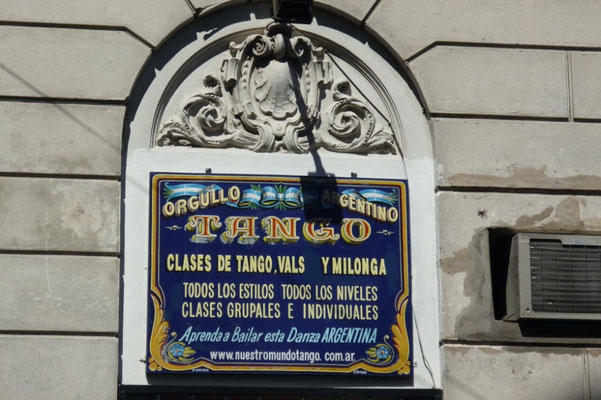 ORGULLO ARGENTINO
TANGO
CLASES DE TANGO, VALS Y MILONGA
TODOS LOS ESTILOS TODOS LOS NIVELES
CLASES GRUPALES E INDIVIDUALES
Aprenda a Bailar esta Danza ARGENTINA
www.nuestromundotango.com.ar.